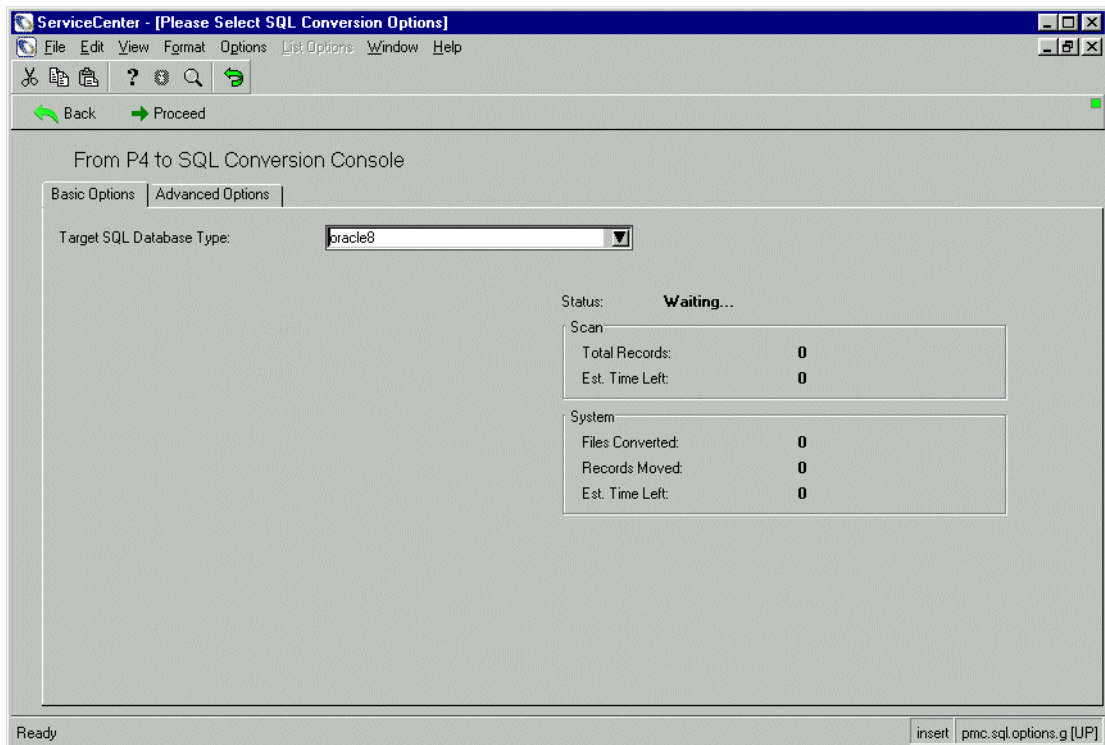 ServiceCenter - [Please Select SQL Conversion Options]
File Edit View Format Options List Options Window Help
Back Proceed
From P4 to SQL Conversion Console
Basic Options Advanced Options
Target SQL Database Type: oracle8
Status: Waiting...
Scan
Total Records: 0
Est. Time Left: 0
System
Files Converted: 0
Records Moved: 0
Est. Time Left: 0
Ready insert pmc.sql.options.g [UP]